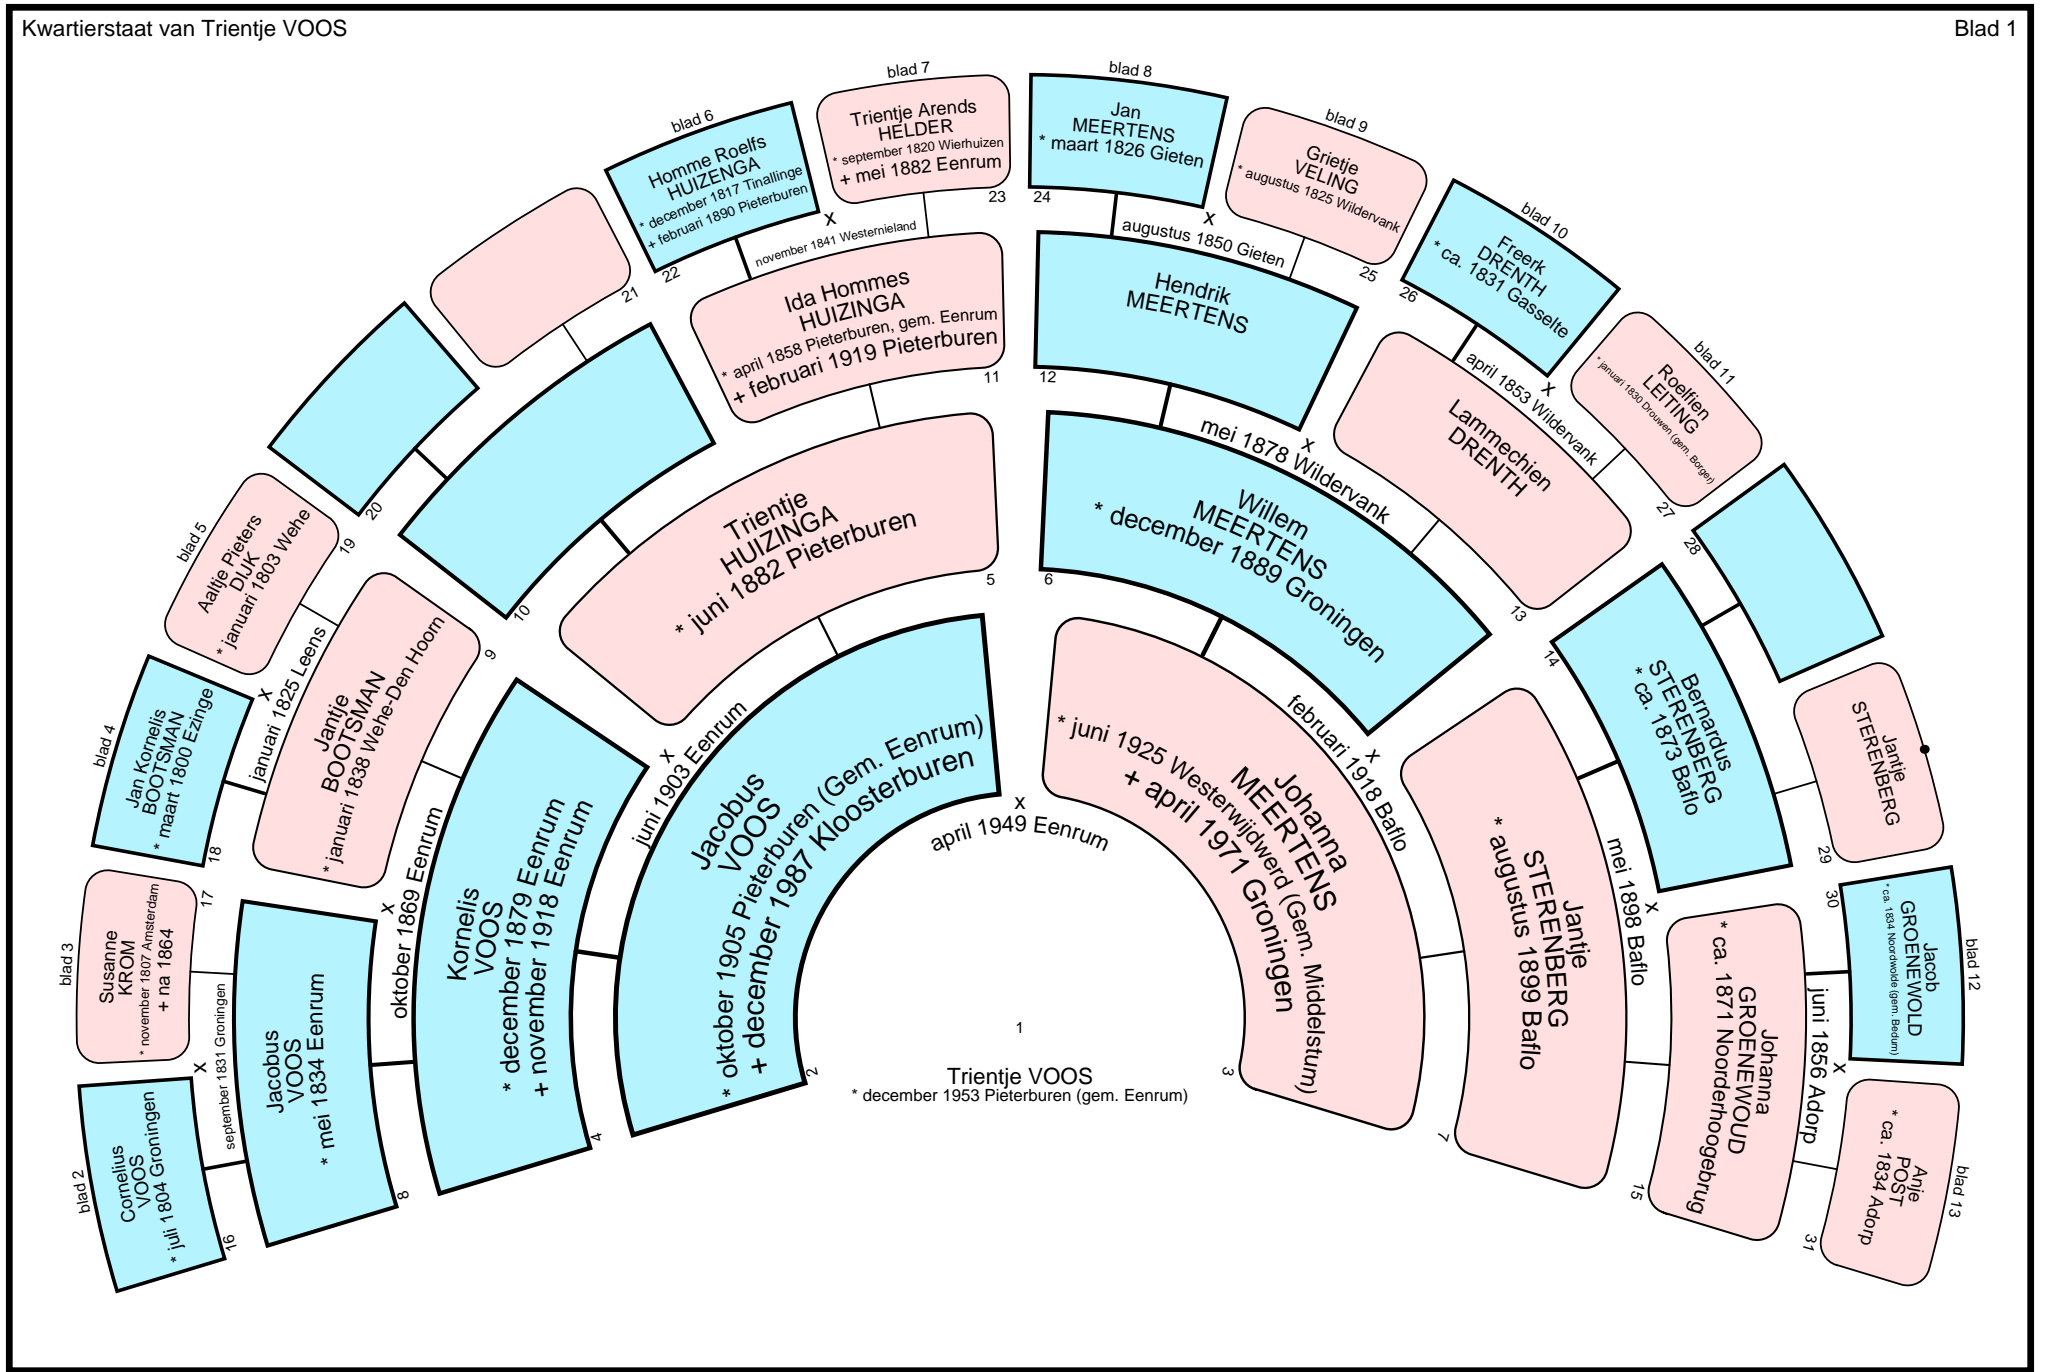 Kwartierstaat van Trientje VOOS
Blad 1
1
Trientje VOOS
* december 1953 Pieterburen (gem. Eenrum)
Jacobus
VOOS
* oktober 1905 Pieterburen (Gem. Eenrum)
+ december 1987 Kloosterburen
2
x
april 1949 Eenrum
Johanna
MEERTENS
* juni 1925 Westerwijdwerd (Gem. Middelstum)
+ april 1971 Groningen
3
Kornelis
VOOS
* december 1879 Eenrum
+ november 1918 Eenrum
4
x
juni 1903 Eenrum
Trientje
HUIZINGA
* juni 1882 Pieterburen
5
Willem
MEERTENS
* december 1889 Groningen
6
x
februari 1918 Baflo
Jantje
STERENBERG
* augustus 1899 Baflo
7
Jacobus
VOOS
* mei 1834 Eenrum
8
x
oktober 1869 Eenrum
Jantje
BOOTSMAN
* januari 1838 Wehe-Den Hoorn
9
10
Ida Hommes
HUIZINGA
* april 1858 Pieterburen, gem. Eenrum
+ februari 1919 Pieterburen
11
Hendrik
MEERTENS
12
x
mei 1878 Wildervank
Lammechien
DRENTH
13
Bernardus
STERENBERG
* ca. 1873 Baflo
14
x
mei 1898 Baflo
Johanna
GROENEWOUD
* ca. 1871 Noorderhoogebrug
15
blad 2
Cornelius
VOOS
* juli 1804 Groningen
16
x
september 1831 Groningen
blad 3
Susanne
KROM
* november 1807 Amsterdam
+ na 1864
17
blad 4
Jan Kornelis
BOOTSMAN
* maart 1800 Ezinge
18
x
januari 1825 Leens
blad 5
Aaltje Pieters
DIJK
* januari 1803 Wehe
19
20
21
blad 6
Homme Roelfs
HUIZENGA
* december 1817 Tinallinge
+ februari 1890 Pieterburen
22
x
november 1841 Westernieland
blad 7
Trientje Arends
HELDER
* september 1820 Wierhuizen
+ mei 1882 Eenrum
23
blad 8
Jan
MEERTENS
* maart 1826 Gieten
24
x
augustus 1850 Gieten
blad 9
Grietje
VELING
* augustus 1825 Wildervank
25
blad 10
Freerk
DRENTH
* ca. 1831 Gasselte
26
x
april 1853 Wildervank
blad 11
Roelfien
LEITING
* januari 1830 Drouwen (gem. Borger)
27
28
Jantje
STERENBERG
29
blad 12
Jacob
GROENEWOLD
* ca. 1834 Noordwolde (gem. Bedum)
30
x
juni 1856 Adorp
blad 13
Anje
POST
* ca. 1834 Adorp
31